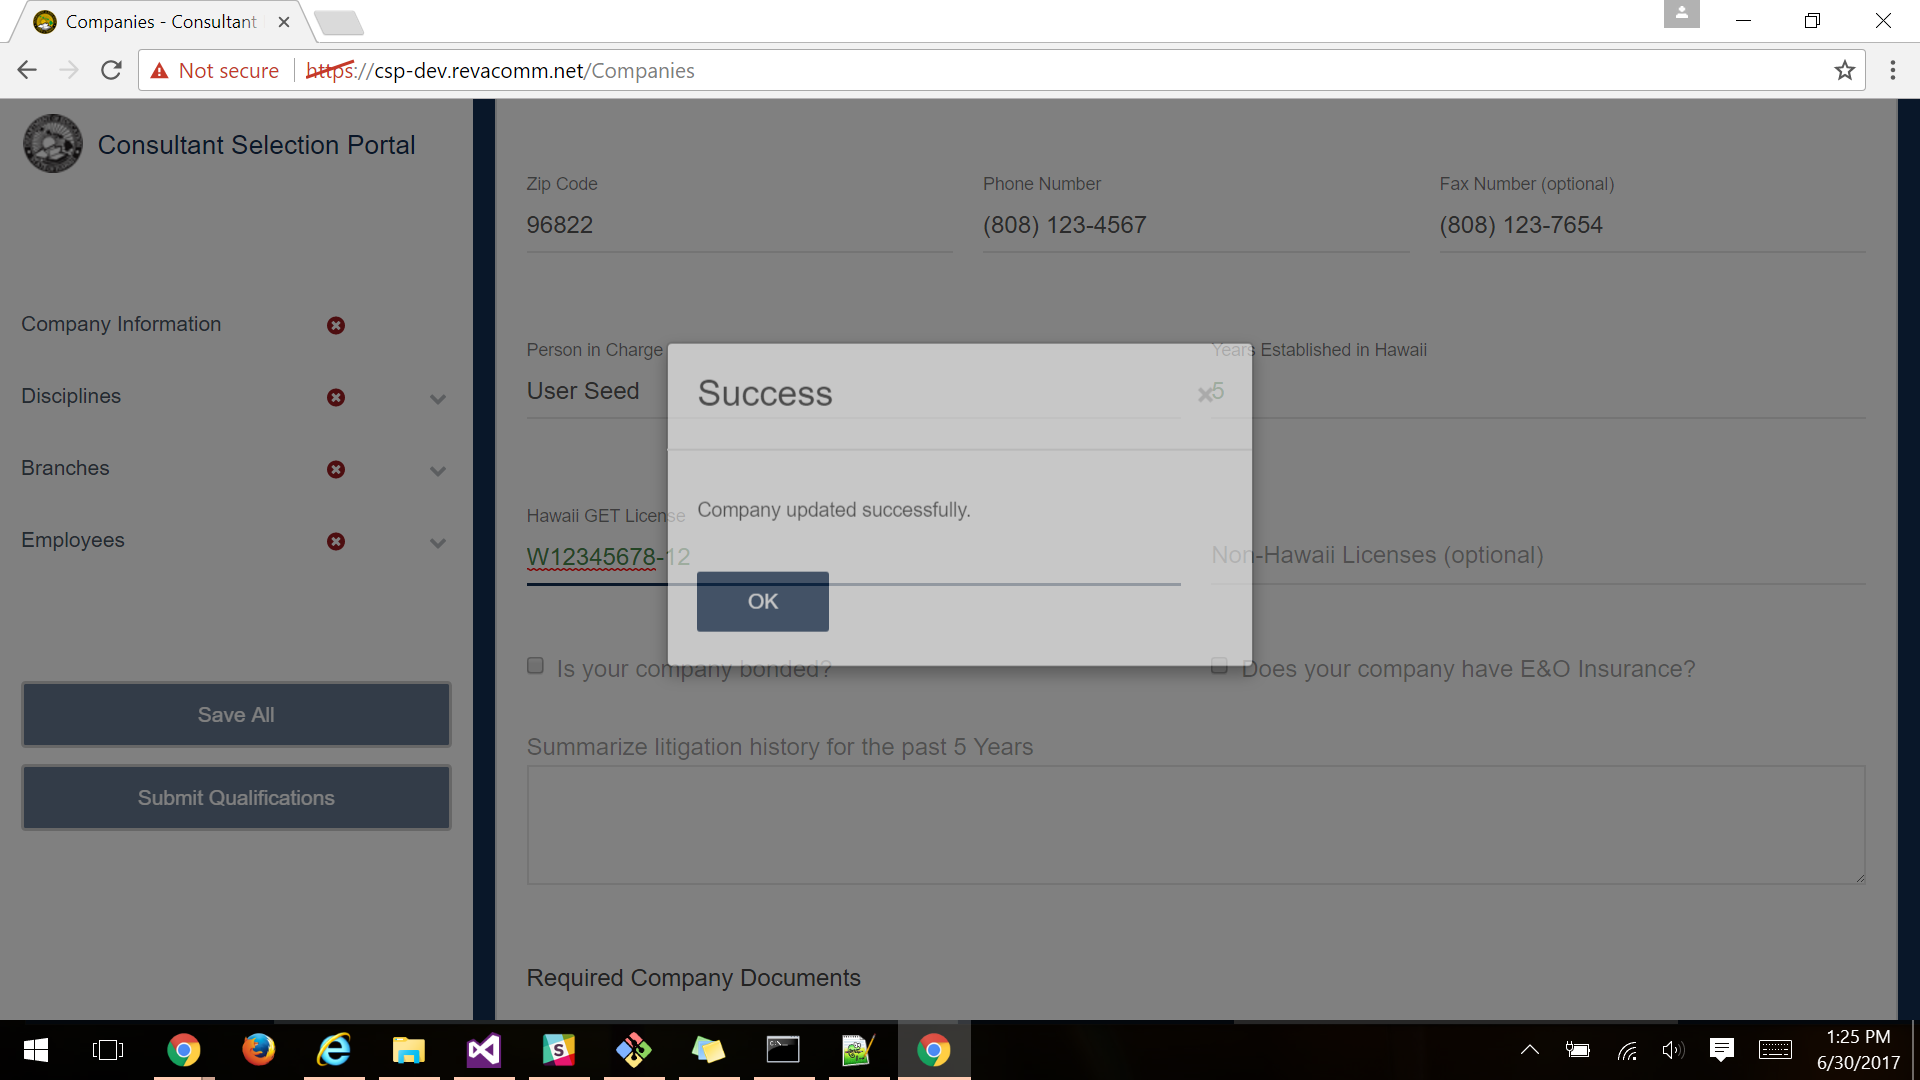 Companies - Consultant
Not secure
https://csp-dev.revacomm.net/Companies
Consultant Selection Portal
Zip Code
Phone Number
Fax Number (optional)
96822
(808) 123-4567
(808) 123-7654
Company Information
Disciplines
Branches
Employees
Save All
Submit Qualifications
Person in Charge
Years Established in Hawaii
User Seed
5
Success
Company updated successfully.
OK
Hawaii GET License
W12345678-12
Non-Hawaii Licenses (optional)
Is your company bonded?
Does your company have E&O Insurance?
Summarize litigation history for the past 5 Years
Required Company Documents
1:25 PM
6/30/2017